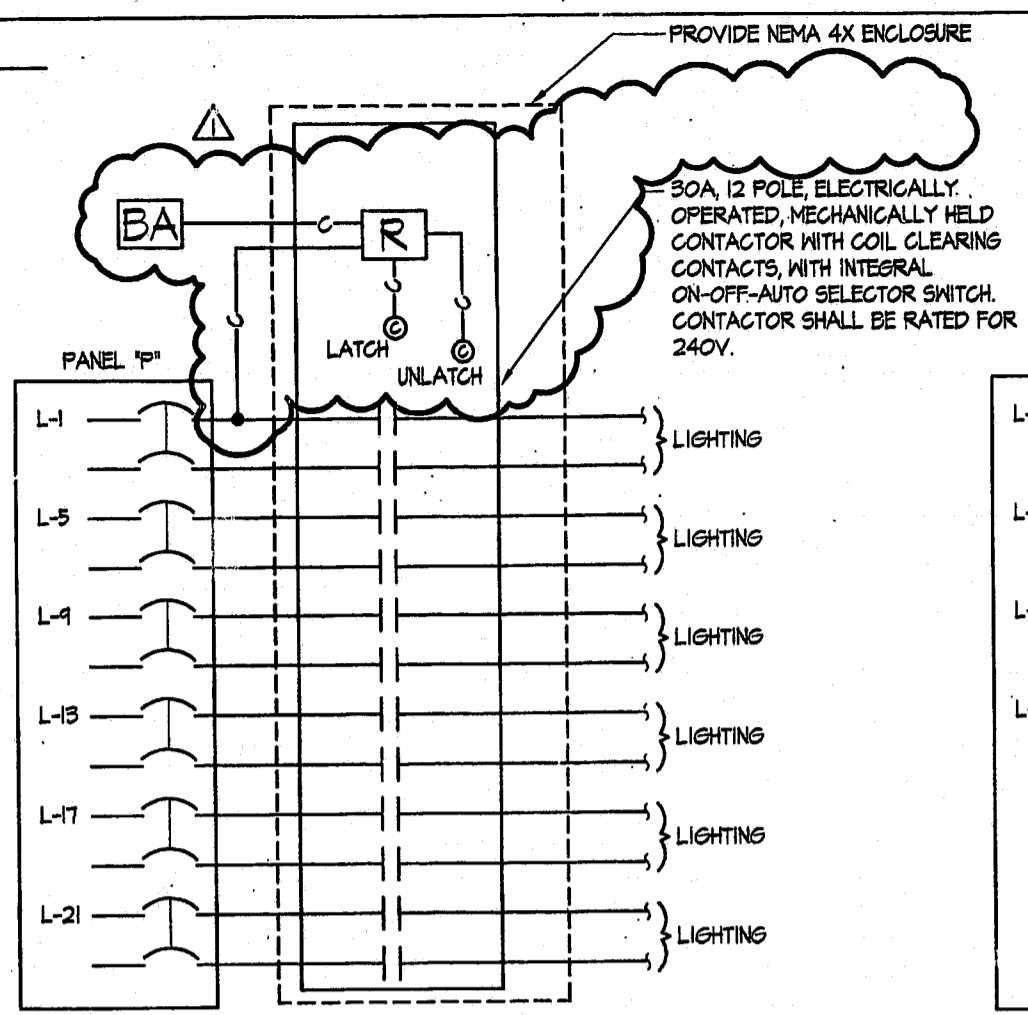 PROVIDE NEMA 4X ENCLOSURE
1
30A, 12 POLE, ELECTRICALLY
OPERATED, MECHANICALLY HELD
CONTACTOR WITH COIL CLEARING
CONTACTS, WITH INTEGRAL
ON-OFF-AUTO SELECTOR SWITCH.
CONTACTOR SHALL BE RATED FOR
240V.
BA
C
R
C
C
C
C
LATCH
C
UNLATCH
PANEL "P"
L-1
LIGHTING
L-5
LIGHTING
L-9
LIGHTING
L-13
LIGHTING
L-17
LIGHTING
L-21
LIGHTING
L-
L-
L-
L-